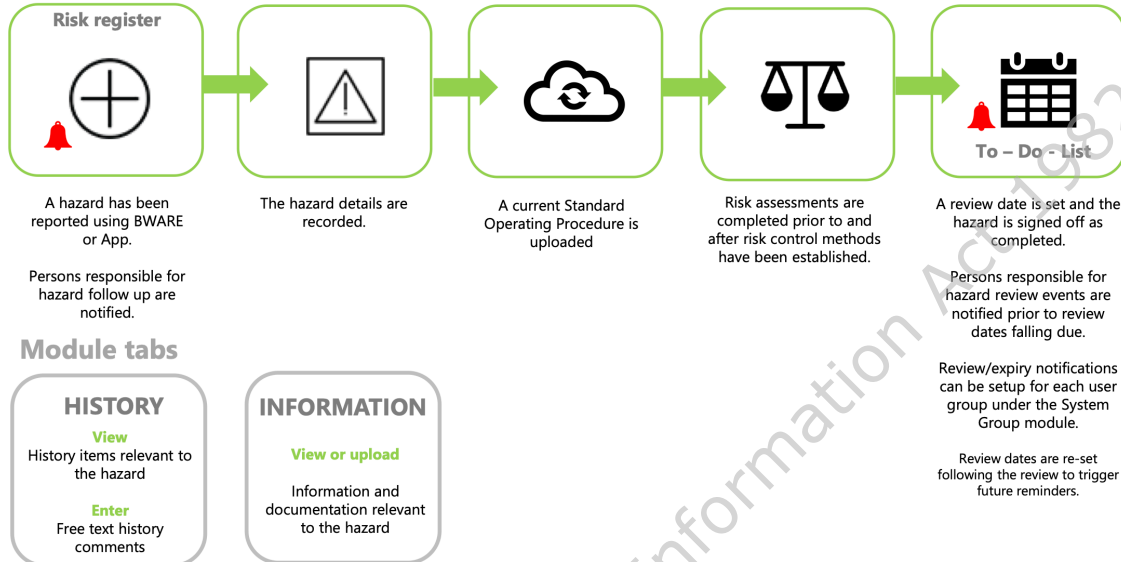 Risk register
To – Do - List
A hazard has been
reported using BWARE
or App.
Persons responsible for
hazard follow up are
notified.
The hazard details are
recorded.
A current Standard
Operating Procedure is
uploaded
Risk assessments are
completed prior to and
after risk control methods
have been established.
A review date is set and the
hazard is signed off as
completed.
Persons responsible for
hazard review events are
notified prior to review
dates falling due.
Review/expiry notifications
can be setup for each user
group under the System
Group module.
Review dates are re-set
following the review to trigger
future reminders.
Module tabs
HISTORY
View
History items relevant to
the hazard
Enter
Free text history
comments
INFORMATION
View or upload
Information and
documentation relevant
to the hazard
Information Act 1982